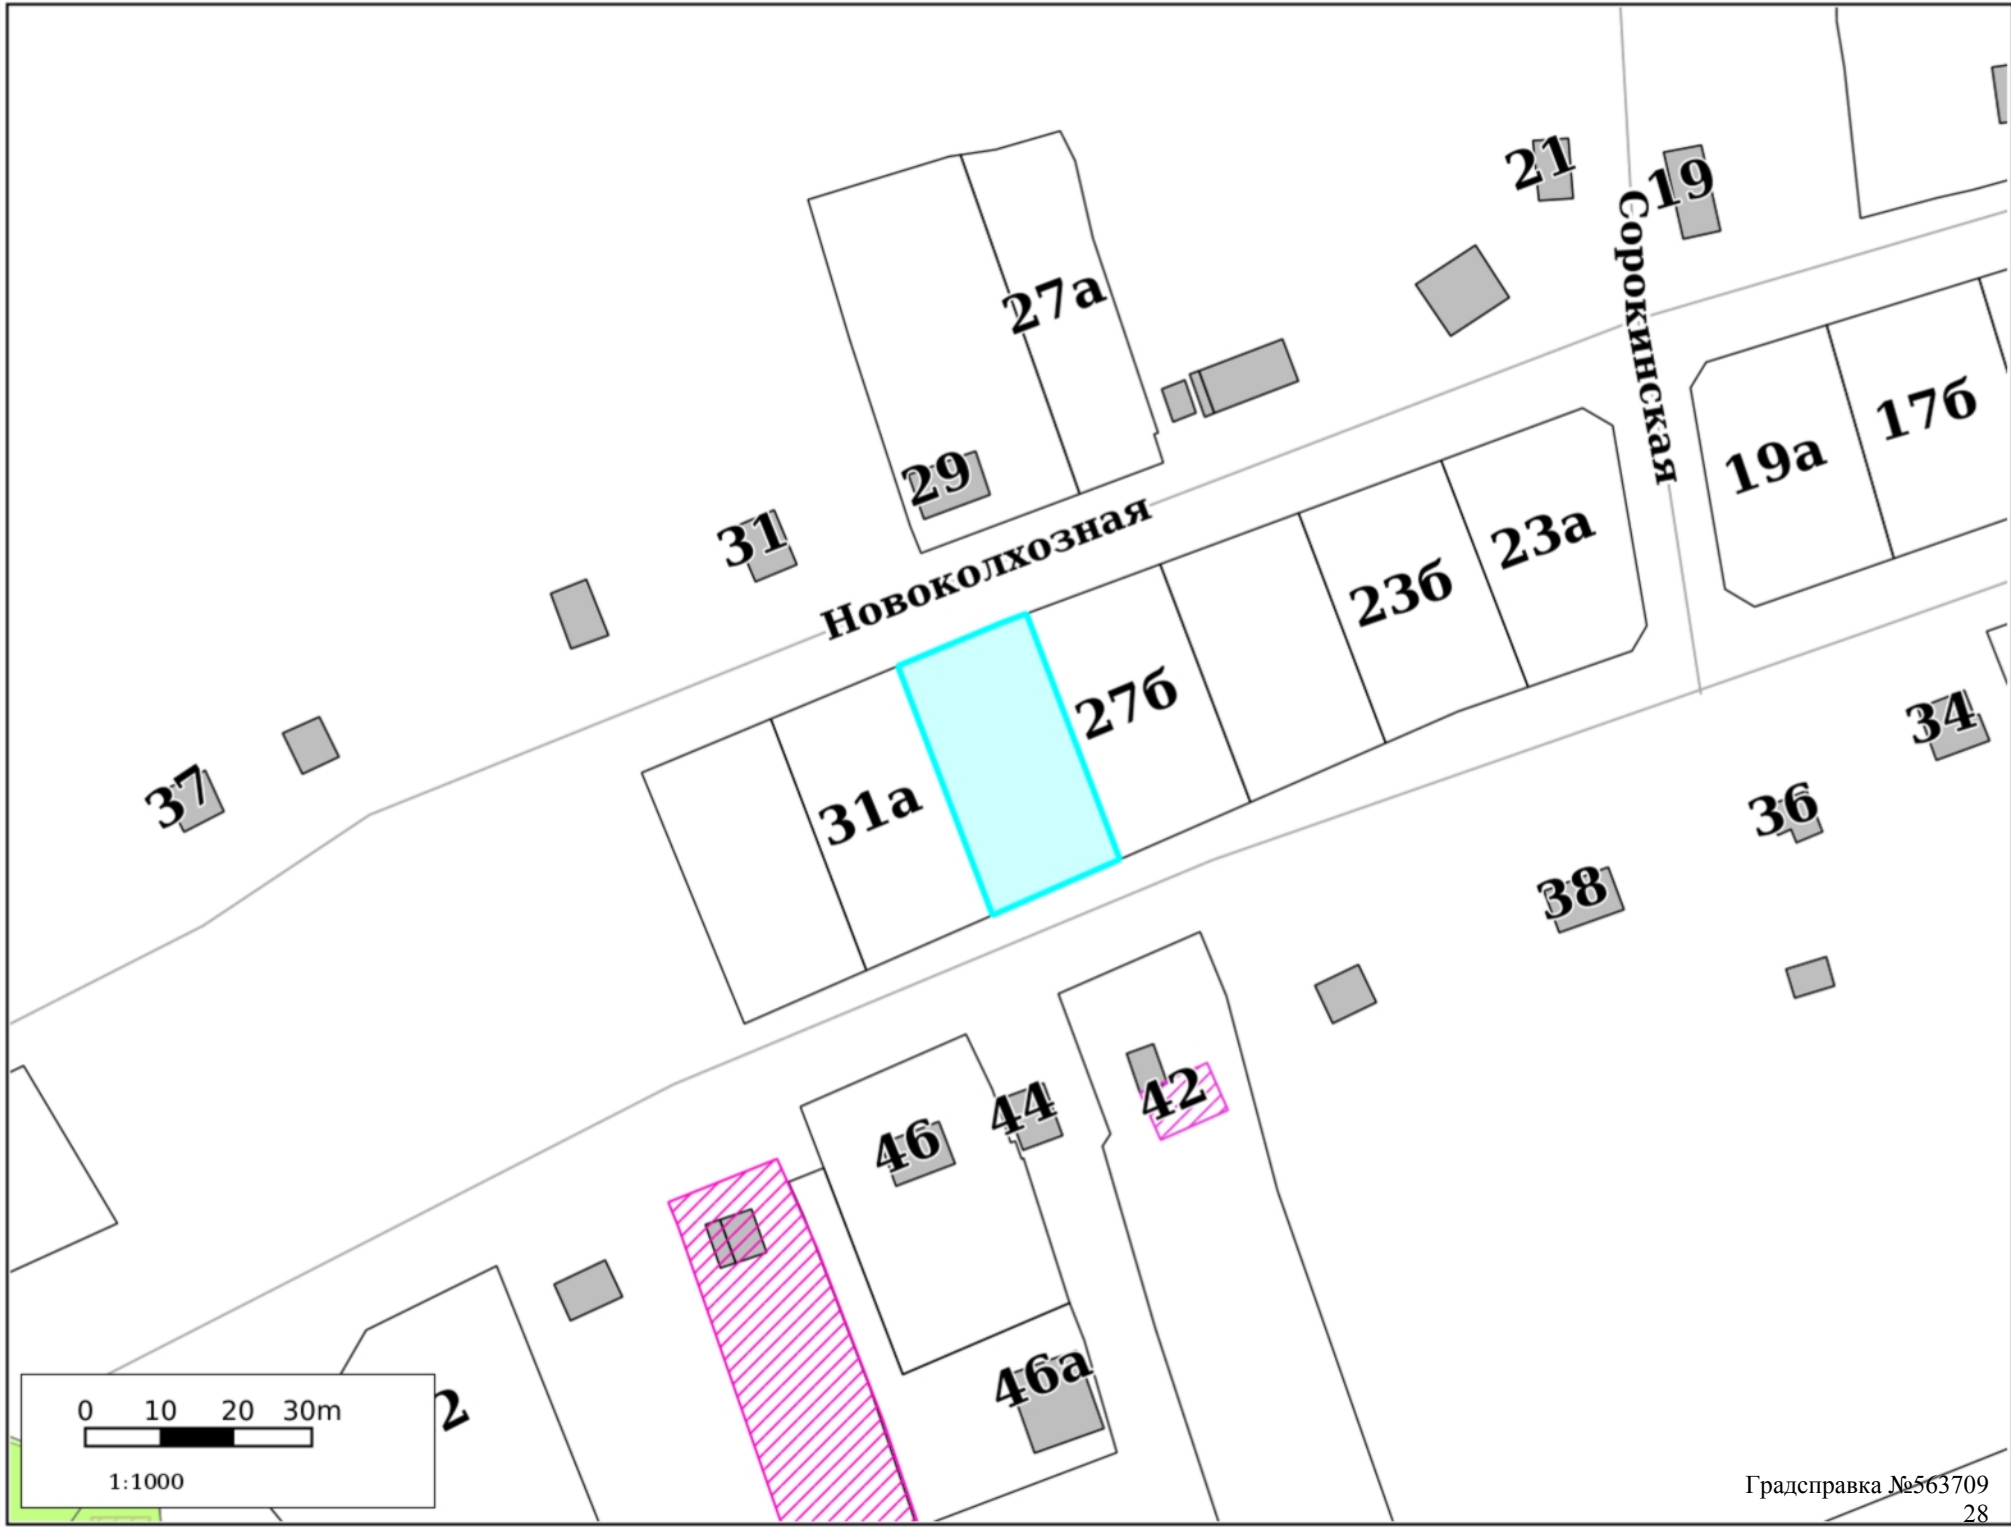 21
19
Сорокинская
27а
29
31
Новоколхозная
17б
19а
23а
23б
27б
31а
37
34
36
38
42
44
46
46а
2
0 10 20 30m
1:1000
Градсправка №563709
28